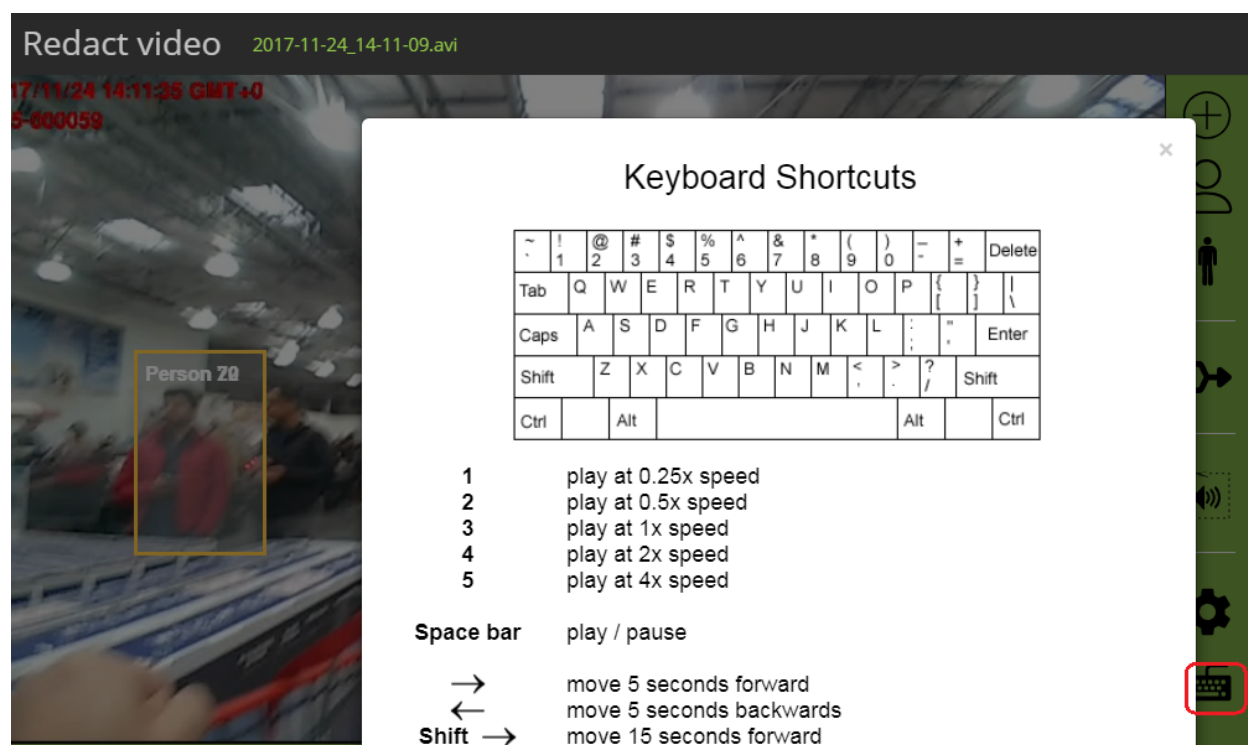 Redact video 2017-11-24_14-11-09.avi
17/11/24 14:11:25 GMT+0
5-600059
×
Keyboard Shortcuts
~ ! @ # $ % ^ & * ( ) – +
` 1 2 3 4 5 6 7 8 9 0 - = Delete
Tab Q W E R T Y U I O P { } |
[ ] \
Caps A S D F G H J K L : " Enter
; '
Shift Z X C V B N M < > ? Shift
, . /
Ctrl Alt Alt Ctrl
Person
1 play at 0.25x speed
2 play at 0.5x speed
3 play at 1x speed
4 play at 2x speed
5 play at 4x speed
Space bar play / pause
→ move 5 seconds forward
← move 5 seconds backwards
Shift → move 15 seconds forward